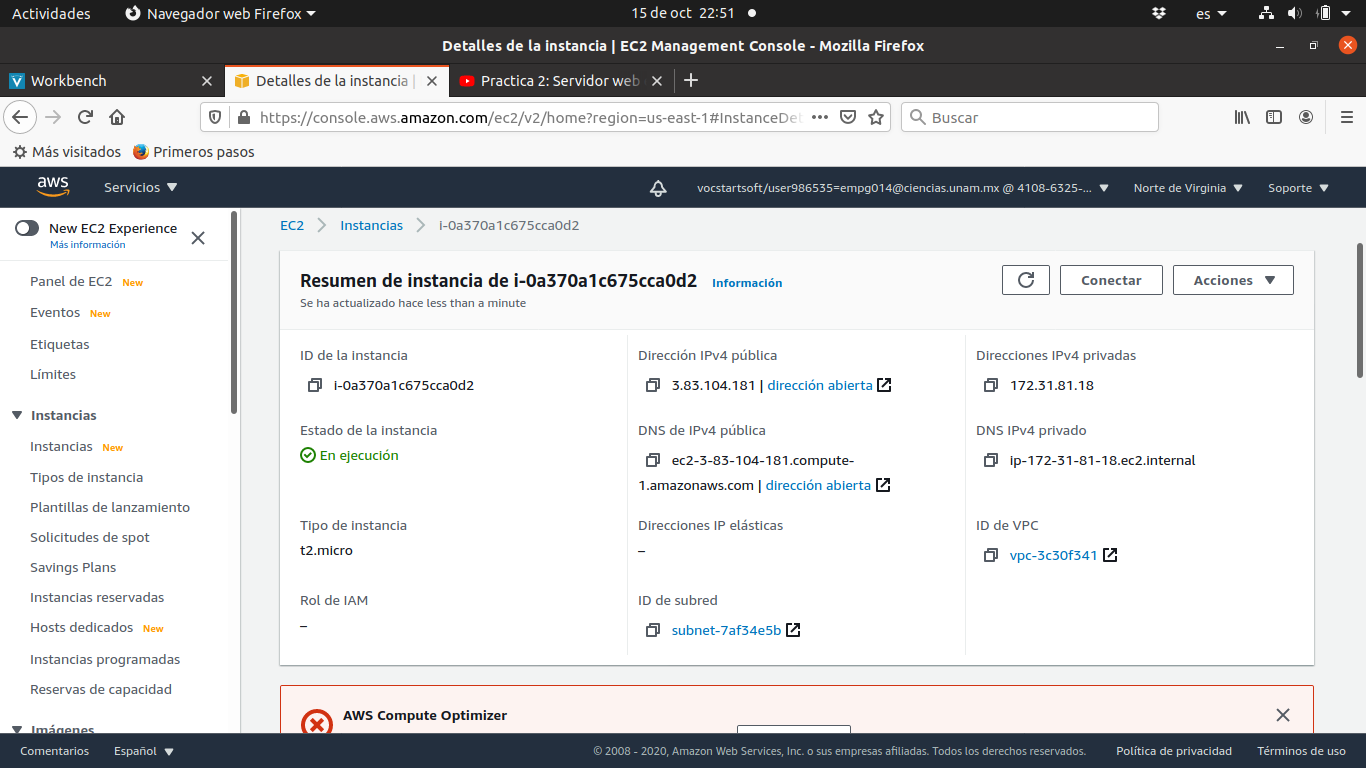 Actividades Navegador web Firefox 15 de oct 22:51 es
Detalles de la instancia | EC2 Management Console - Mozilla Firefox
Workbench Detalles de la instancia | Practica 2: Servidor web
https://console.aws.amazon.com/ec2/v2/home?region=us-east-1#InstanceDe Buscar
Más visitados Primeros pasos
aws Servicios vocstartsoft/user986535=empg014@ciencias.unam.mx @ 4108-6325-... Norte de Virginia Soporte
New EC2 Experience
Más información
Panel de EC2 New
Eventos New
Etiquetas
Límites
Instancias
Instancias New
Tipos de instancia
Plantillas de lanzamiento
Solicitudes de spot
Savings Plans
Instancias reservadas
Hosts dedicados New
Instancias programadas
Reservas de capacidad
Imágenes
EC2 Instancias i-0a370a1c675cca0d2
Resumen de instancia de i-0a370a1c675cca0d2 Información
Se ha actualizado hace less than a minute
Conectar Acciones
ID de la instancia
i-0a370a1c675cca0d2
Dirección IPv4 pública
3.83.104.181 | dirección abierta
Direcciones IPv4 privadas
172.31.81.18
Estado de la instancia
En ejecución
DNS de IPv4 pública
ec2-3-83-104-181.compute-
1.amazonaws.com | dirección abierta
DNS IPv4 privado
ip-172-31-81-18.ec2.internal
Tipo de instancia
t2.micro
Direcciones IP elásticas
–
ID de VPC
vpc-3c30f341
Rol de IAM
–
ID de subred
subnet-7af34e5b
AWS Compute Optimizer
Comentarios Español © 2008 - 2020, Amazon Web Services, Inc. o sus empresas afiliadas. Todos los derechos reservados. Política de privacidad Términos de uso